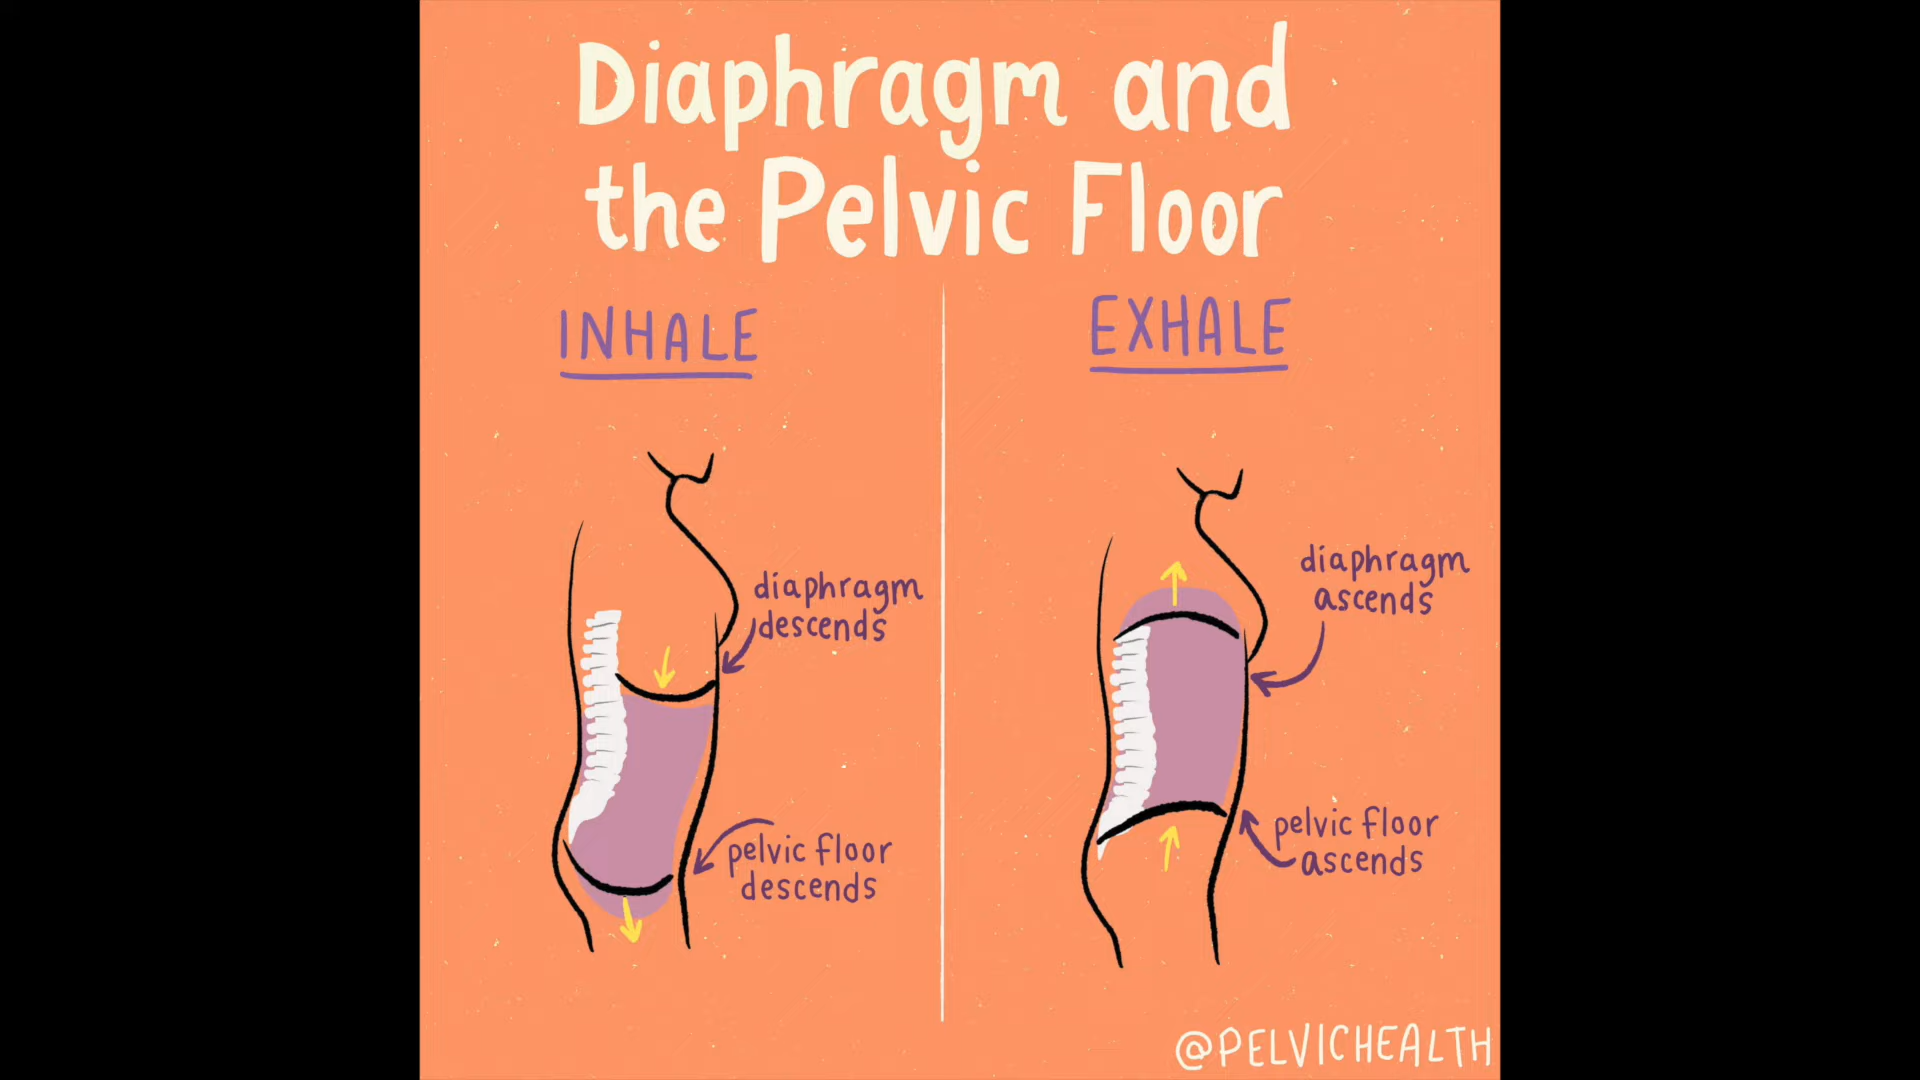 Diaphragm and
the Pelvic Floor
INHALE
diaphragm
descends
pelvic floor
descends
EXHALE
diaphragm
ascends
pelvic floor
ascends
@PELVICHEALTH